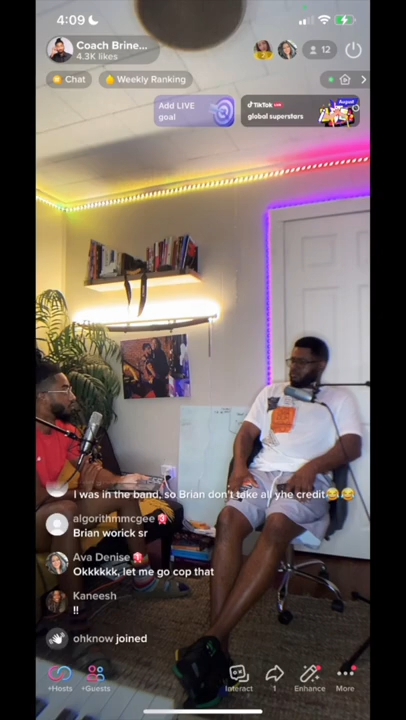 4:09
Coach Brine...
4.3K likes
12
Chat
Weekly Ranking
Add LIVE
goal
TikTok LIVE
global superstars
August
I was in the band, so Brian don't take all yhe credit😂😂
algorithmmcgee
Brian worick sr
Ava Denise
Okkkkkk, let me go cop that
Kaneesh
!!
ohknow joined
+Hosts
+Guests
Interact
1
Enhance
More